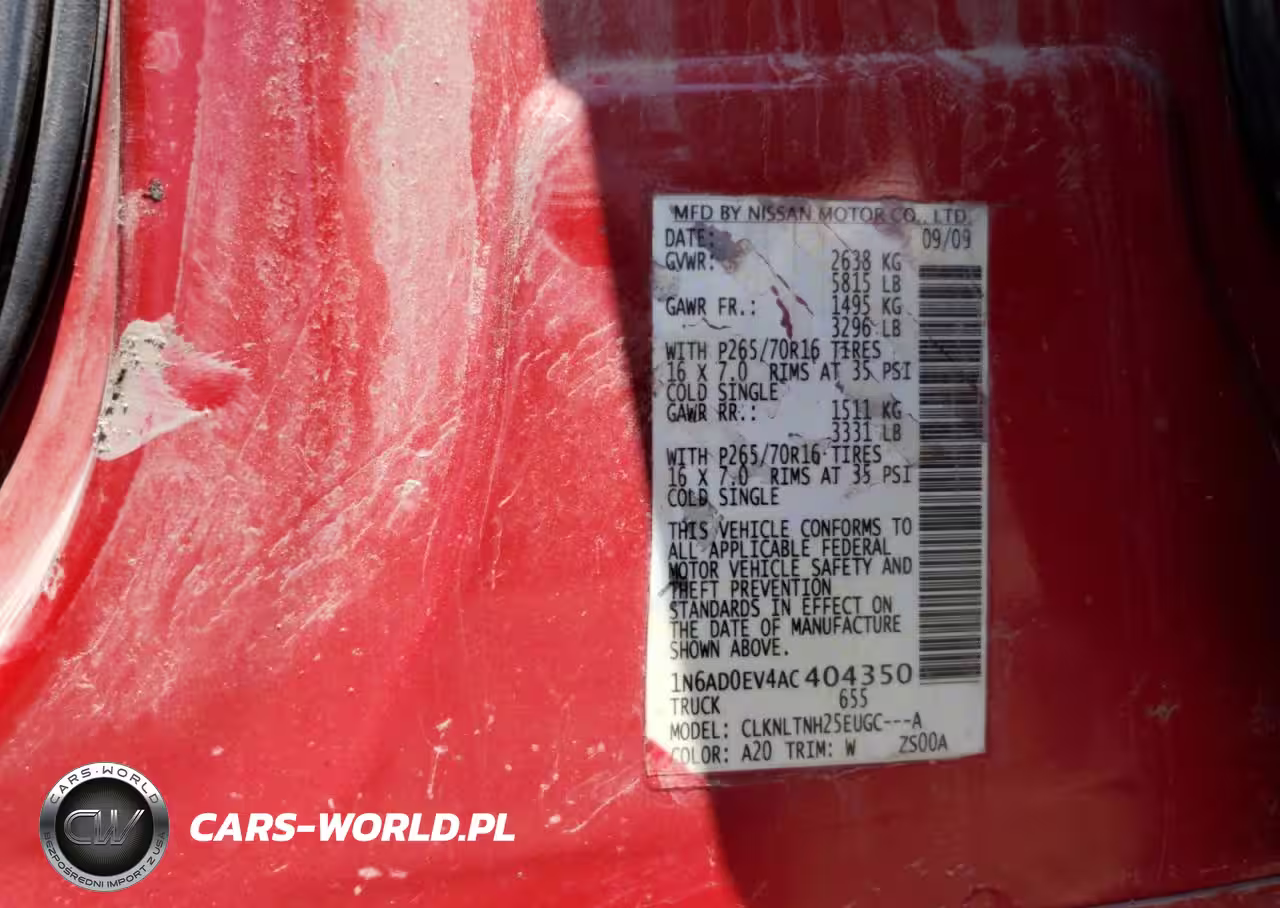 MFD BY NISSAN MOTOR CO., LTD.
DATE: 09/09
GVWR: 2638 KG
5815 LB
GAWR FR.: 1495 KG
3296 LB
WITH P265/70R16 TIRES
16 X 7.0 RIMS AT 35 PSI
COLD SINGLE
GAWR RR.: 1511 KG
3331 LB
WITH P265/70R16 TIRES
16 X 7.0 RIMS AT 35 PSI
COLD SINGLE
THIS VEHICLE CONFORMS TO
ALL APPLICABLE FEDERAL
MOTOR VEHICLE SAFETY AND
THEFT PREVENTION
STANDARDS IN EFFECT ON
THE DATE OF MANUFACTURE
SHOWN ABOVE.
1N6AD0EV4AC404350
TRUCK 655
MODEL: CLKNLTNH25EUGC---A
COLOR: A20 TRIM: W ZS00A
CARS-WORLD
CW
BEZPOŚREDNI IMPORT Z USA
CARS-WORLD.PL